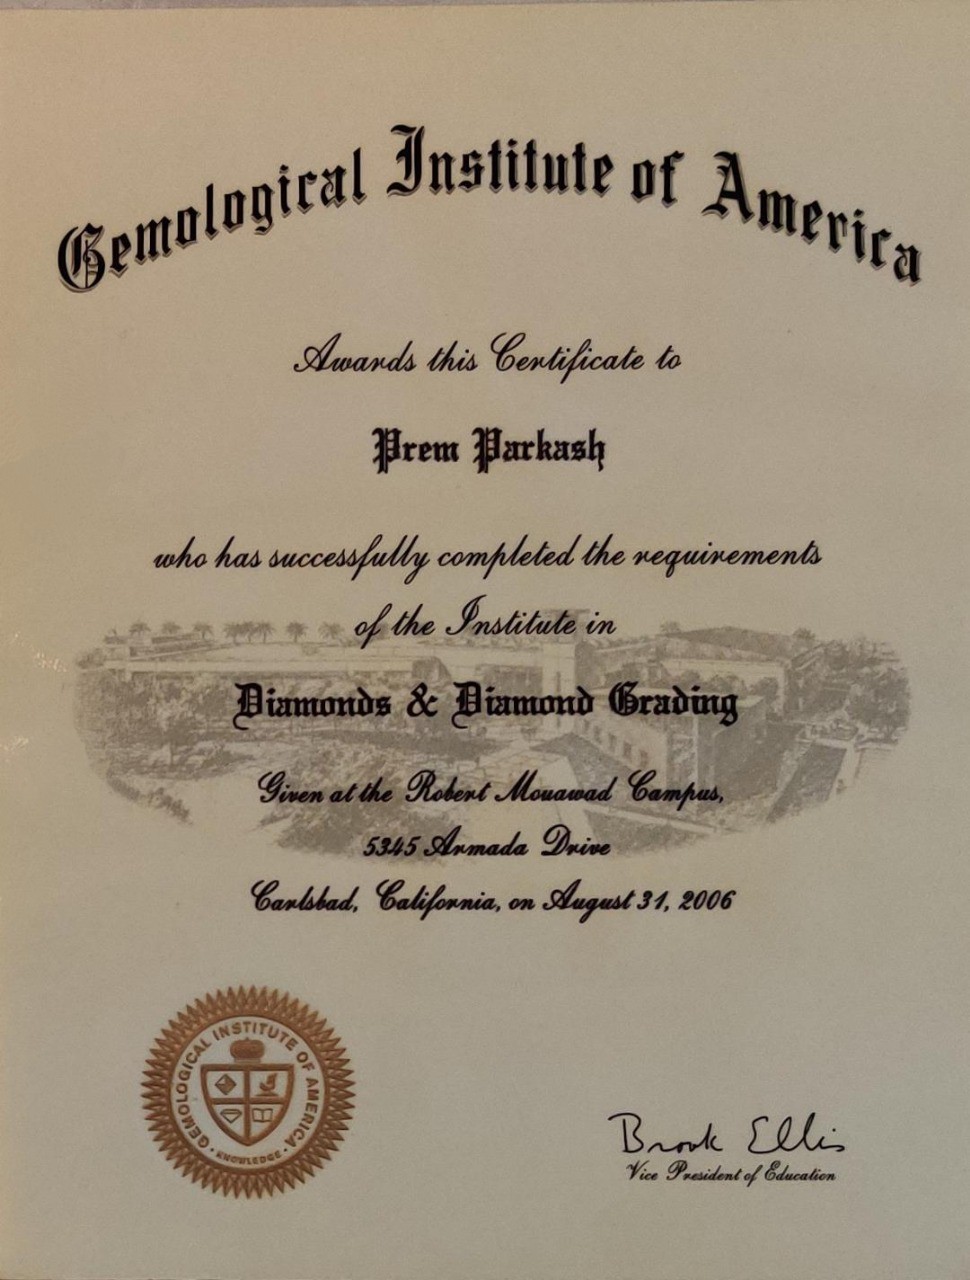 Gemological Institute of America
Awards this Certificate to
Prem Parkash
who has successfully completed the requirements
of the Institute in
Diamonds & Diamond Grading
Given at the Robert Mouawad Campus,
5345 Armada Drive
Carlsbad, California, on August 31, 2006
GEMOLOGICAL INSTITUTE OF AMERICA
· KNOWLEDGE ·
Brook Ellis
Vice President of Education